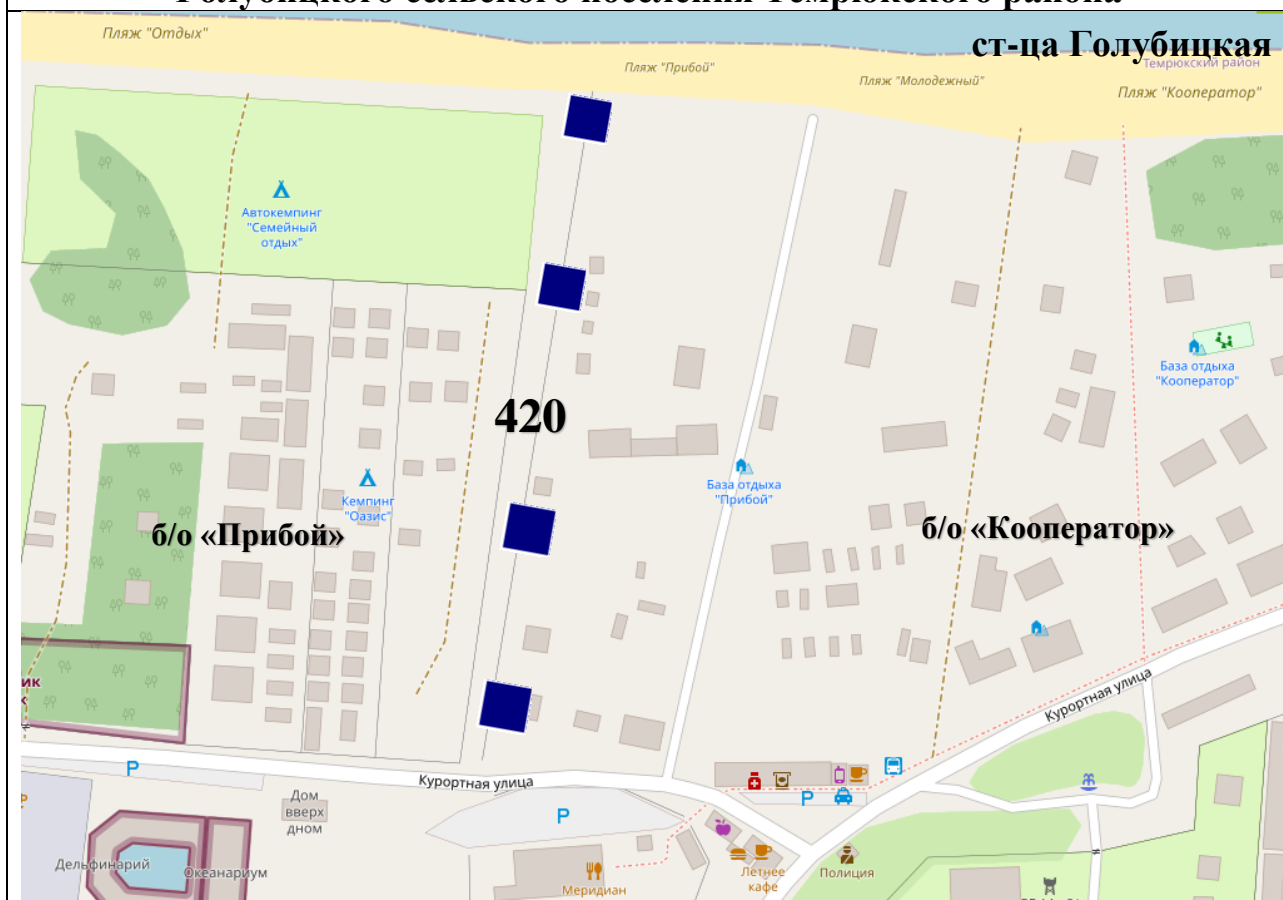 Голубицкого сельского поселения Темрюкского района
Пляж "Отдых"
ст-ца Голубицкая
Пляж "Прибой"
Темрюкский район
Пляж "Молодежный"
Пляж "Кооператор"
Автокемпинг
"Семейный
отдых"
База отдыха
"Кооператор"
420
Кемпинг
"Оазис"
База отдыха
"Прибой"
б/о «Прибой»
б/о «Кооператор»
ик
Курортная улица
Курортная улица
P
P
P
Дом
вверх
дном
Дельфинарий
Океанариум
Меридиан
Летнее
кафе
Полиция